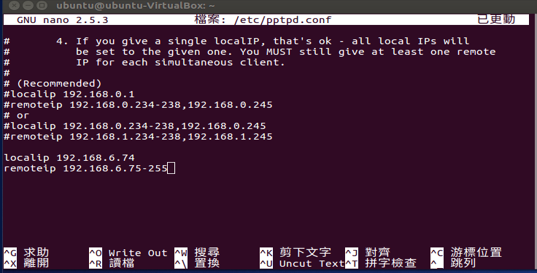 ubuntu@ubuntu-VirtualBox: ~
GNU nano 2.5.3 檔案: /etc/pptpd.conf 已更動
# 4. If you give a single localIP, that's ok - all local IPs will
# be set to the given one. You MUST still give at least one remote
# IP for each simultaneous client.
#
# (Recommended)
#localip 192.168.0.1
#remoteip 192.168.0.234-238,192.168.0.245
# or
#localip 192.168.0.234-238,192.168.0.245
#remoteip 192.168.1.234-238,192.168.1.245
localip 192.168.6.74
remoteip 192.168.6.75-255
^G 求助 ^O Write Out ^W 搜尋 ^K 剪下文字 ^J 對齊 ^C 游標位置
^X 離開 ^R 讀檔 ^\ 置換 ^U Uncut Text ^T 拼字檢查 ^_ 跳列